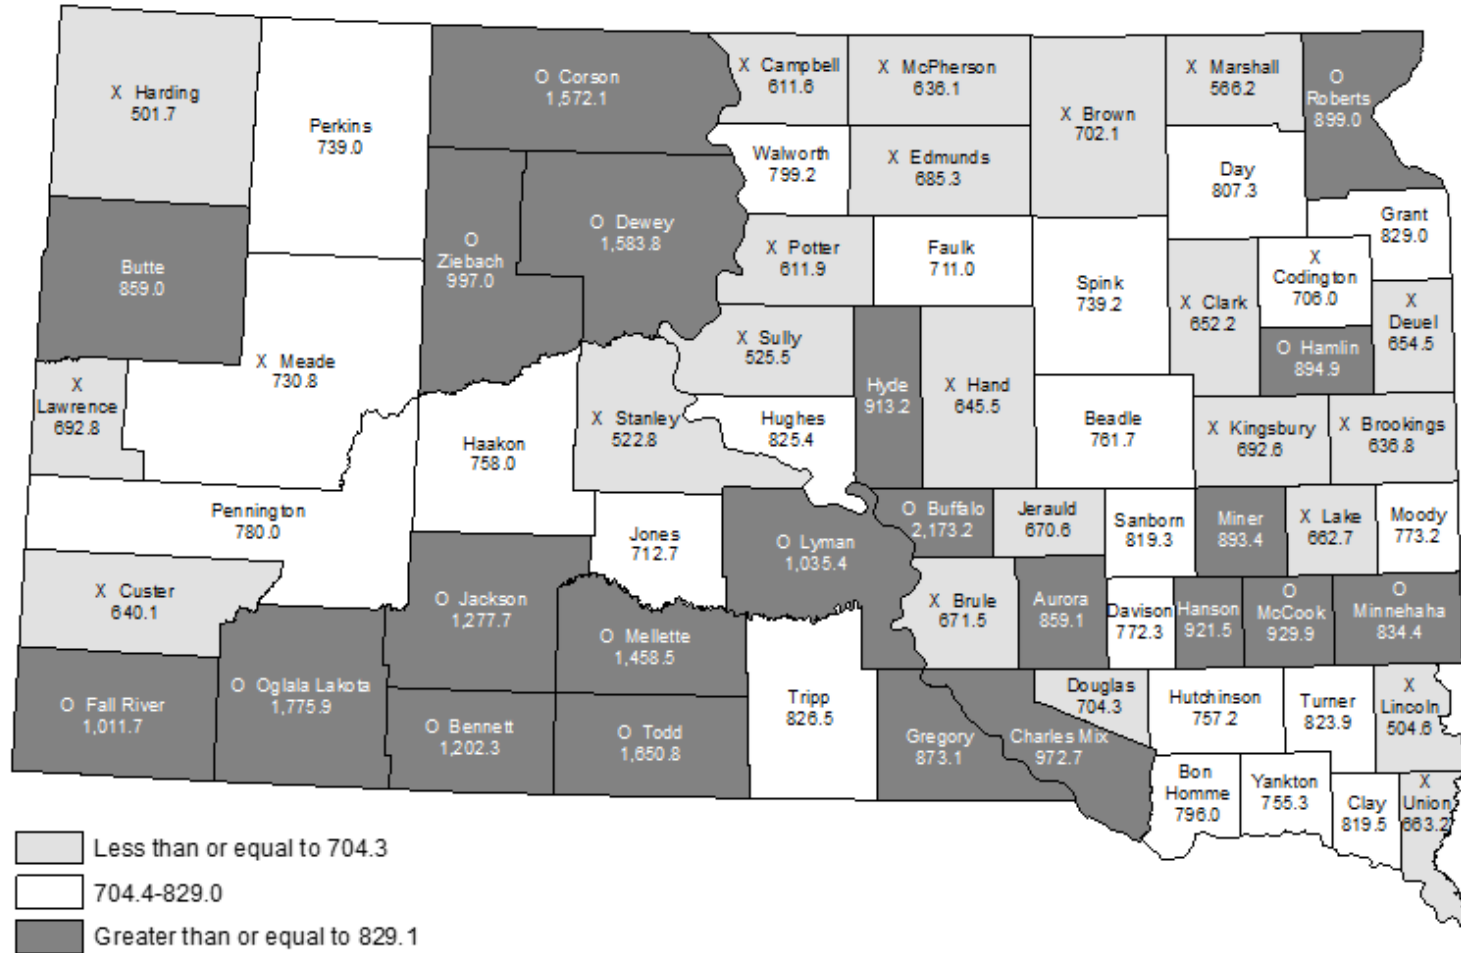 X Harding
501.7
Perkins
739.0
O Corson
1,572.1
X Campbell
611.6
X McPherson
636.1
X Brown
702.1
X Marshall
566.2
O
Roberts
899.0
Walworth
799.2
X Edmunds
685.3
Day
807.3
Grant
829.0
Butte
859.0
O
Ziebach
997.0
O Dewey
1,583.8
X Potter
611.9
Faulk
711.0
Spink
739.2
X Clark
652.2
X
Codington
706.0
X
Deuel
654.5
X Meade
730.8
X Sully
525.5
O Hamlin
894.9
X
Lawrence
692.8
Haakon
758.0
X Stanley
522.8
Hughes
825.4
Hyde
913.2
X Hand
645.5
Beadle
761.7
X Kingsbury
692.6
X Brookings
636.8
Pennington
780.0
Jones
712.7
O Lyman
1,035.4
O Buffalo
2,173.2
Jerauld
670.6
Sanborn
819.3
Miner
893.4
X Lake
662.7
Moody
773.2
X Custer
640.1
O Jackson
1,277.7
O Mellette
1,458.5
X Brule
671.5
Aurora
859.1
Davison
772.3
Hanson
921.5
O
McCook
929.9
O
Minnehaha
834.4
O Fall River
1,011.7
O Oglala Lakota
1,775.9
O Bennett
1,202.3
O Todd
1,650.8
Tripp
826.5
Gregory
873.1
Charles Mix
972.7
Douglas
704.3
Hutchinson
757.2
Turner
823.9
X
Lincoln
504.6
Bon
Homme
796.0
Yankton
755.3
Clay
819.5
X
Union
663.2
Less than or equal to 704.3
704.4-829.0
Greater than or equal to 829.1